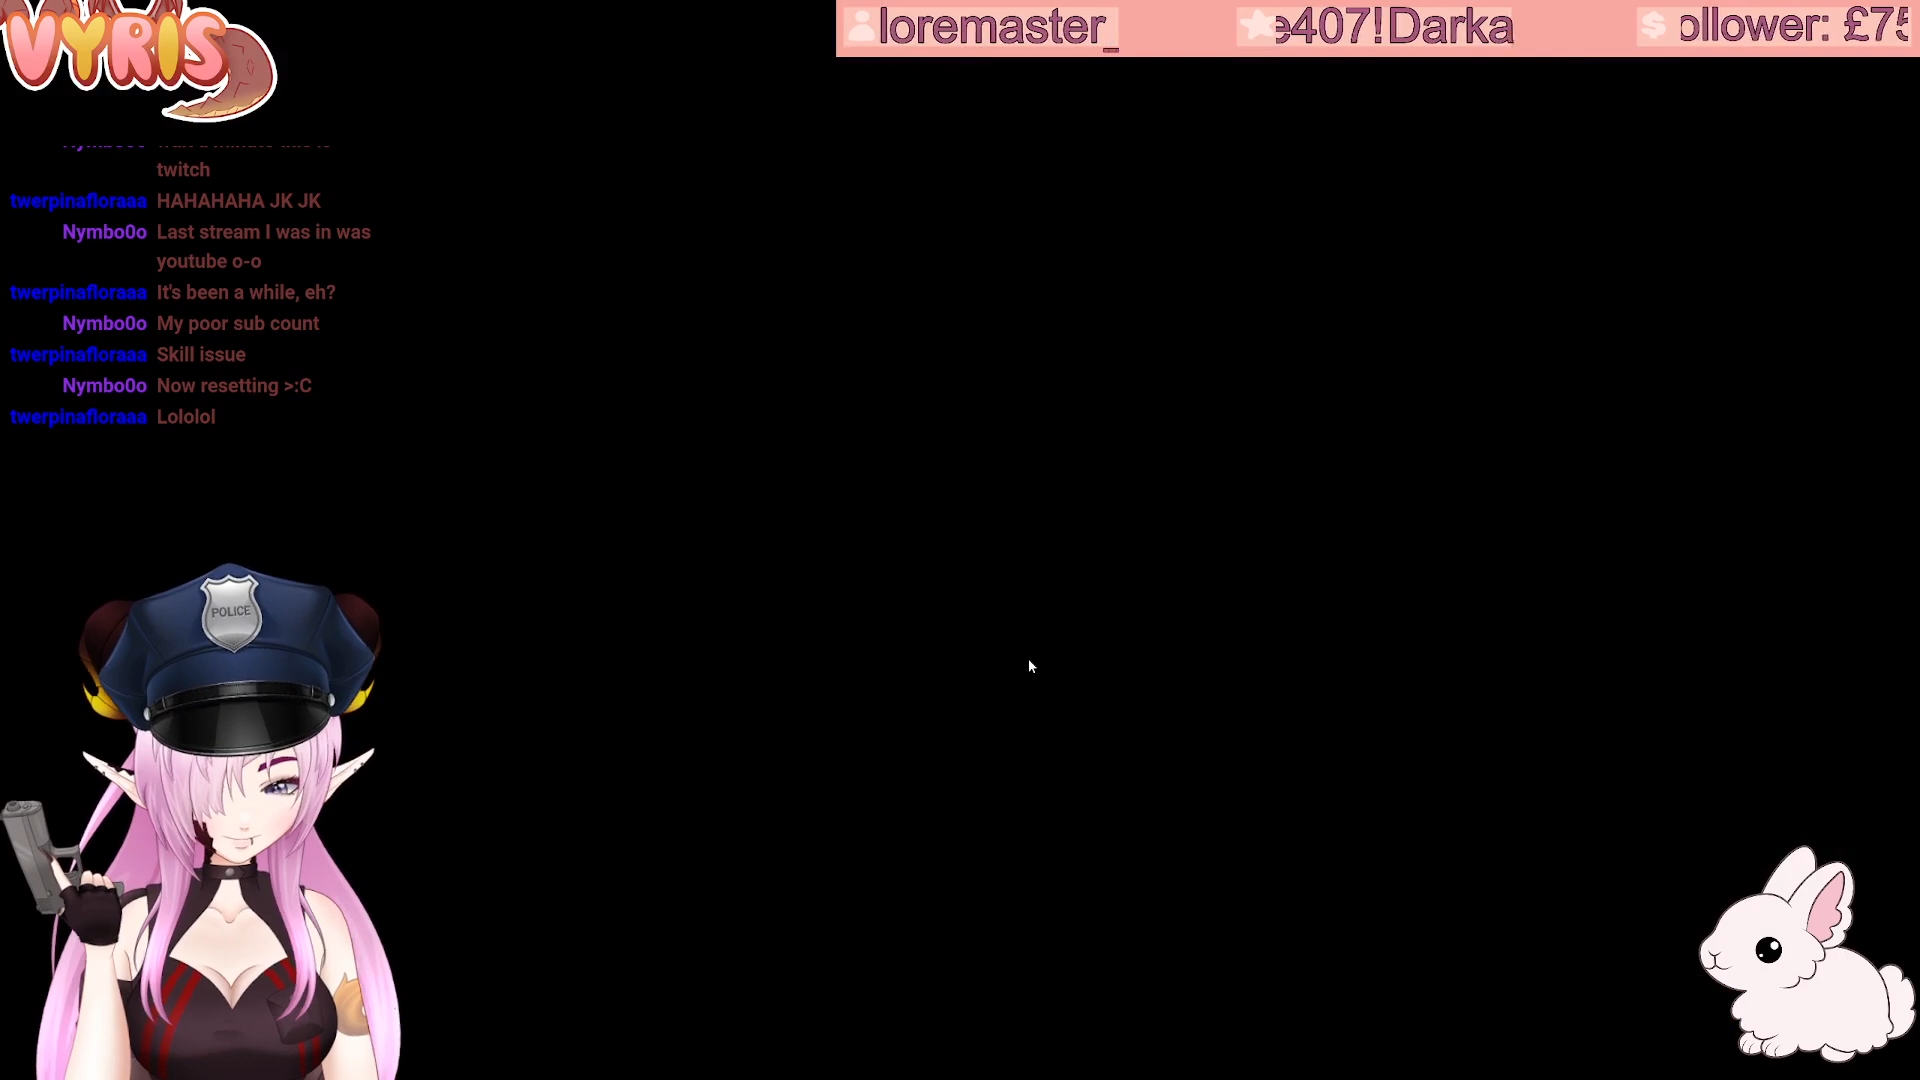 VYRIS
loremaster_
e407!Darka
ollower: £75
twitch
twerpinafloraaa HAHAHAHA JK JK
Nymbo0o Last stream I was in was
youtube o-o
twerpinafloraaa It's been a while, eh?
Nymbo0o My poor sub count
twerpinafloraaa Skill issue
Nymbo0o Now resetting >:C
twerpinafloraaa Lololol
POLICE